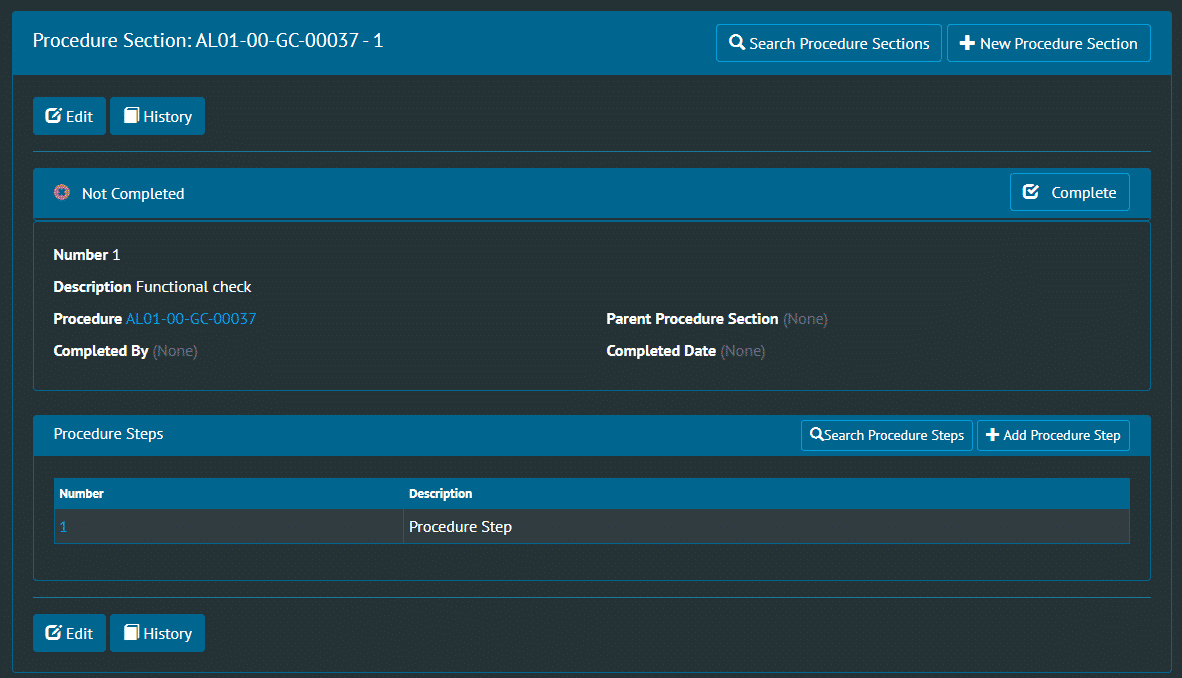 Procedure Section: AL01-00-GC-00037 - 1
Search Procedure Sections
New Procedure Section
Edit
History
Not Completed
Complete
Number 1
Description Functional check
Procedure AL01-00-GC-00037
Parent Procedure Section (None)
Completed By (None)
Completed Date (None)
Procedure Steps
Search Procedure Steps
Add Procedure Step
Number
Description
1
Procedure Step
Edit
History